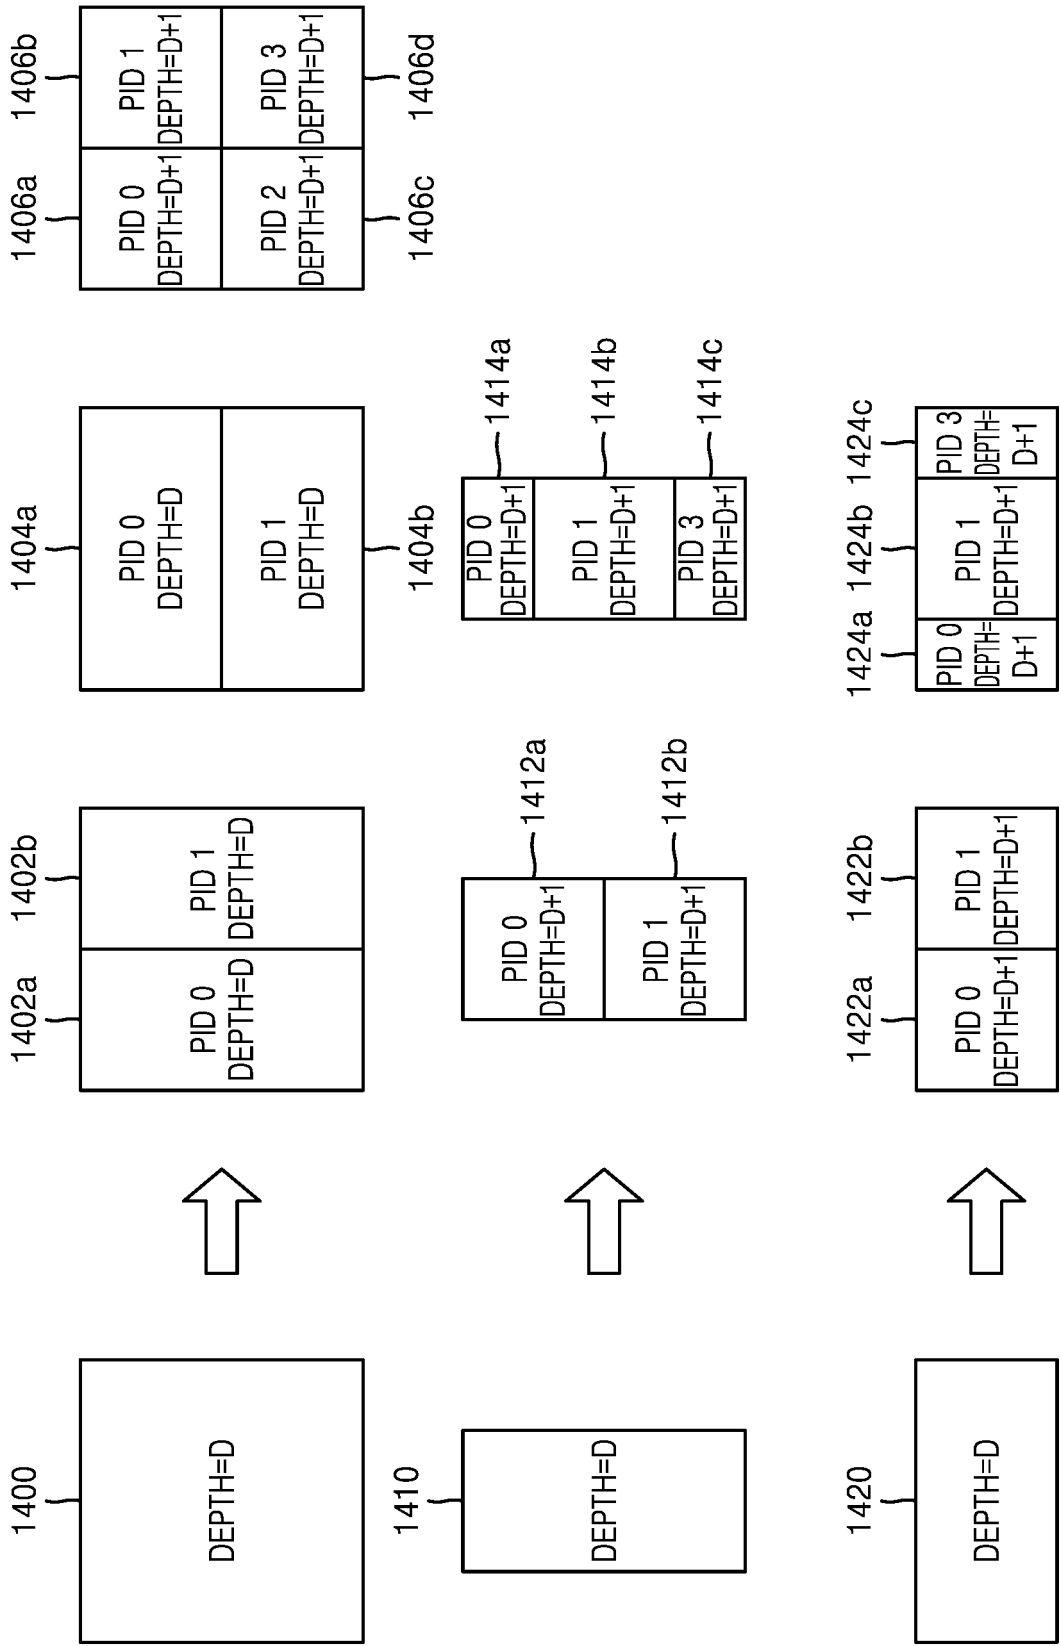 1400
DEPTH=D
1402a
1402b
PID 0
DEPTH=D
PID 1
DEPTH=D
1404a
PID 0
DEPTH=D
PID 1
DEPTH=D
1404b
1406a
1406b
PID 0
DEPTH=D+1
PID 1
DEPTH=D+1
PID 2
DEPTH=D+1
PID 3
DEPTH=D+1
1406c
1406d
1410
DEPTH=D
PID 0
DEPTH=D+1
1412a
PID 1
DEPTH=D+1
1412b
PID 0
DEPTH=D+1
1414a
PID 1
DEPTH=D+1
1414b
PID 3
DEPTH=D+1
1414c
1420
DEPTH=D
1422a
1422b
PID 0
DEPTH=D+1
PID 1
DEPTH=D+1
1424a
1424b
1424c
PID 0
DEPTH=
D+1
PID 1
DEPTH=D+1
PID 3
DEPTH=
D+1